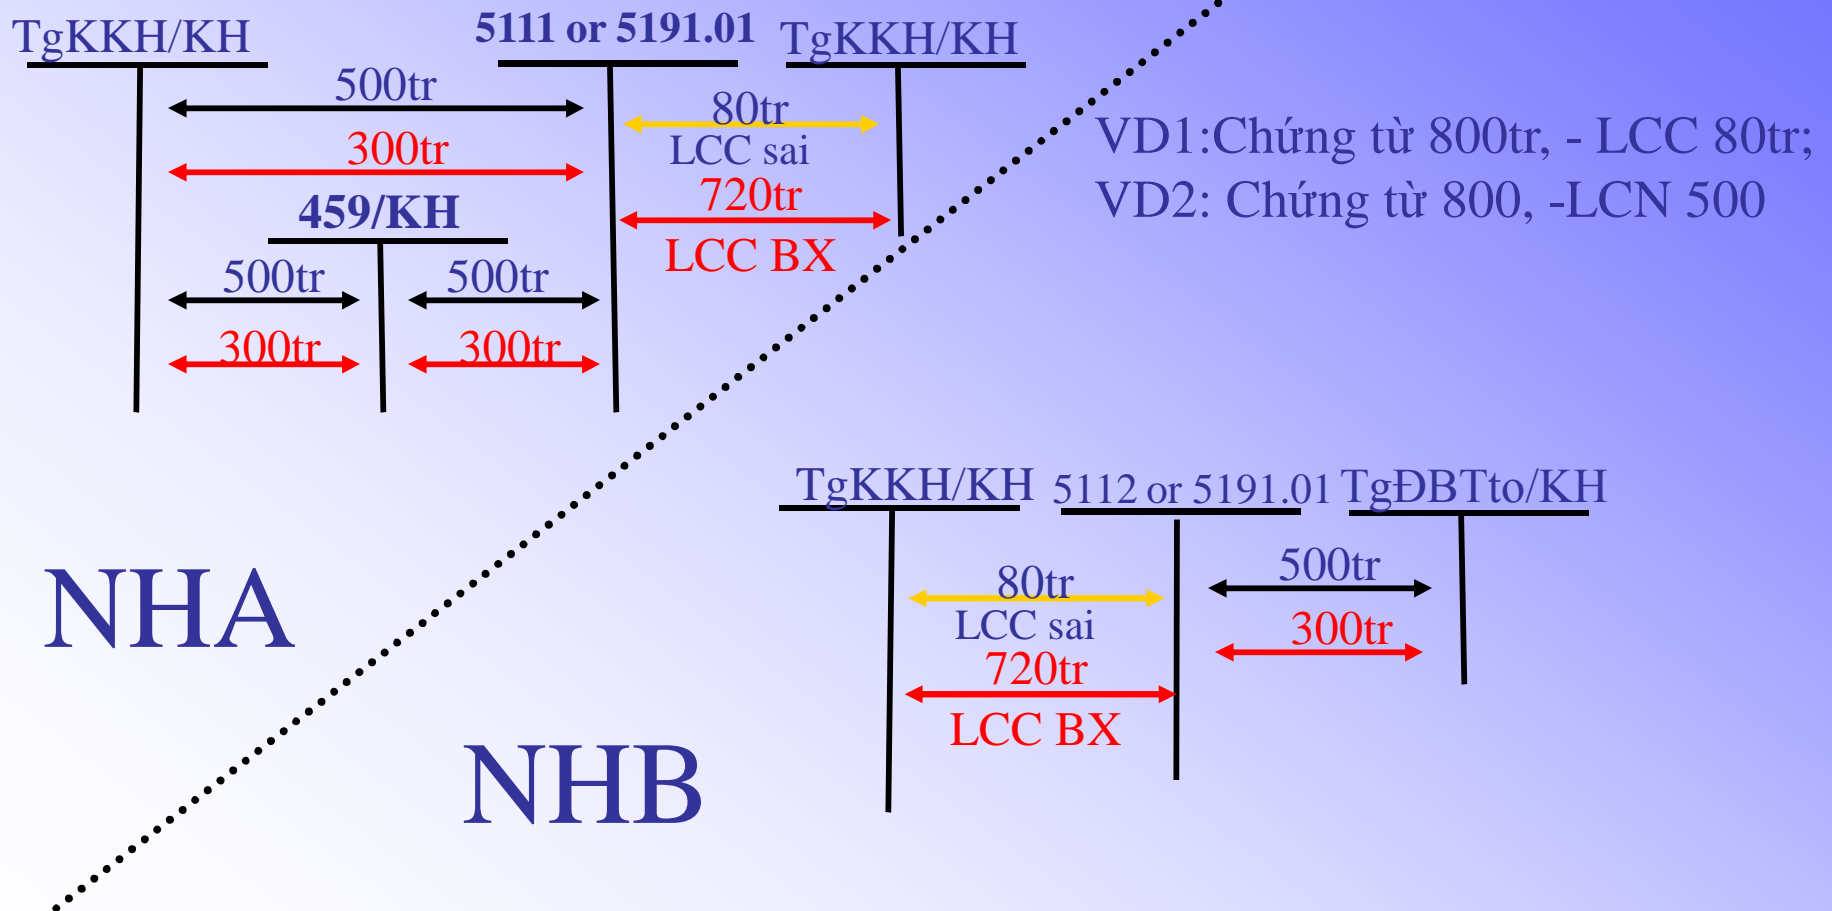 TgKKH/KH
5111 or 5191.01
TgKKH/KH
500tr
80tr
LCC sai
300tr
720tr
LCC BX
459/KH
500tr
500tr
300tr
300tr
VD1:Chứng từ 800tr, - LCC 80tr;
VD2: Chứng từ 800, -LCN 500
TgKKH/KH
5112 or 5191.01
TgĐBTto/KH
80tr
LCC sai
500tr
300tr
720tr
LCC BX
NHA
NHB